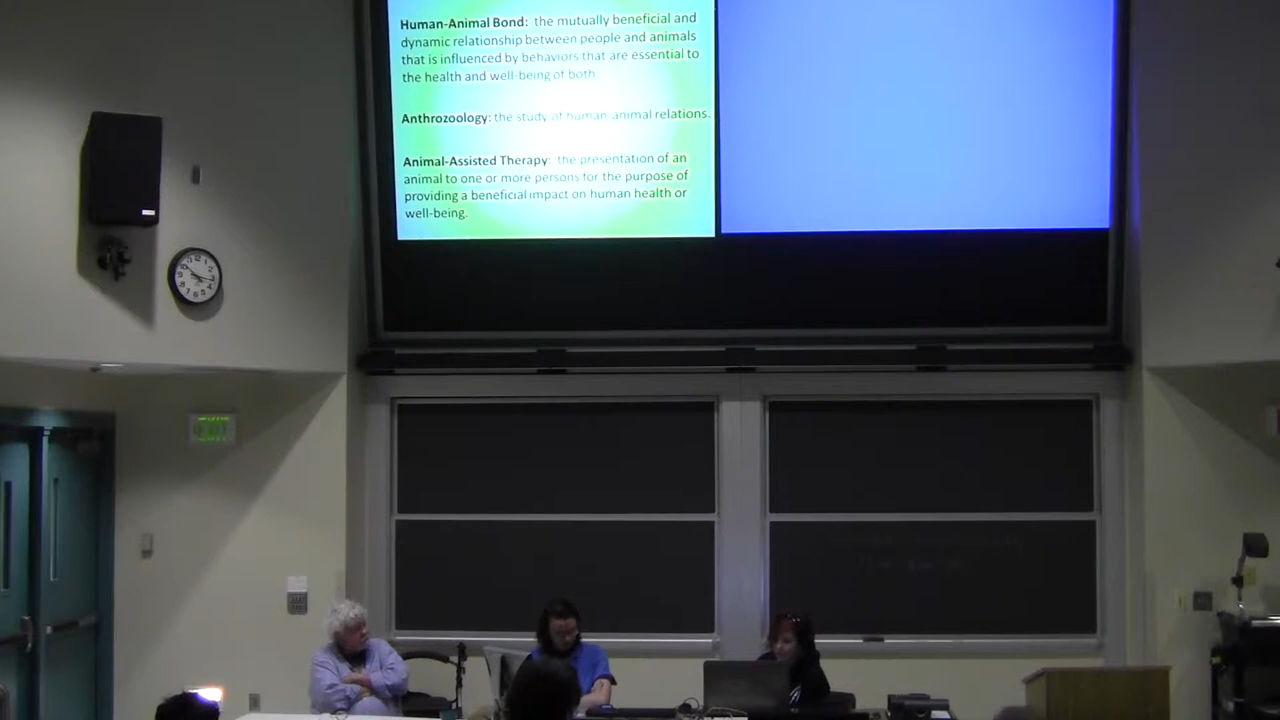 Human-Animal Bond: the mutually beneficial and
dynamic relationship between people and animals
that is influenced by behaviors that are essential to
the health and well-being of both
Anthrozoology: the study of human animal relations.
Animal-Assisted Therapy: the presentation of an
animal to one or more persons for the purpose of
providing a beneficial impact on human health or
well-being.
EXIT